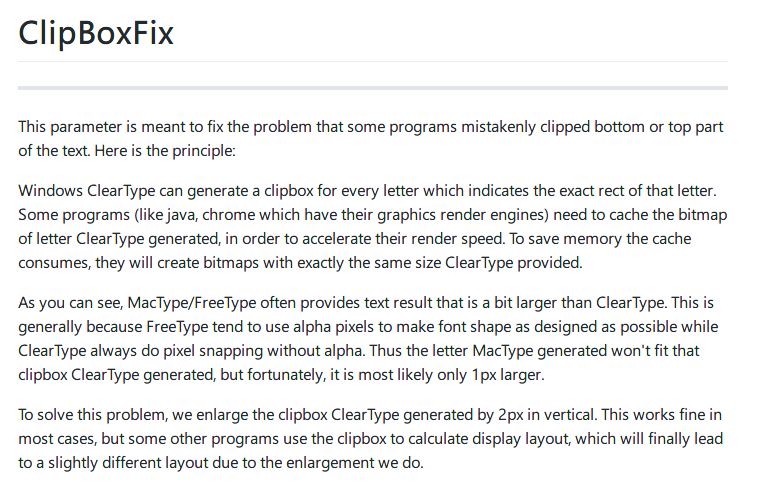 ClipBoxFix
This parameter is meant to fix the problem that some programs mistakenly clipped bottom or top part
of the text. Here is the principle:
Windows ClearType can generate a clipbox for every letter which indicates the exact rect of that letter.
Some programs (like java, chrome which have their graphics render engines) need to cache the bitmap
of letter ClearType generated, in order to accelerate their render speed. To save memory the cache
consumes, they will create bitmaps with exactly the same size ClearType provided.
As you can see, MacType/FreeType often provides text result that is a bit larger than ClearType. This is
generally because FreeType tend to use alpha pixels to make font shape as designed as possible while
ClearType always do pixel snapping without alpha. Thus the letter MacType generated won't fit that
clipbox ClearType generated, but fortunately, it is most likely only 1px larger.
To solve this problem, we enlarge the clipbox ClearType generated by 2px in vertical. This works fine in
most cases, but some other programs use the clipbox to calculate display layout, which will finally lead
to a slightly different layout due to the enlargement we do.